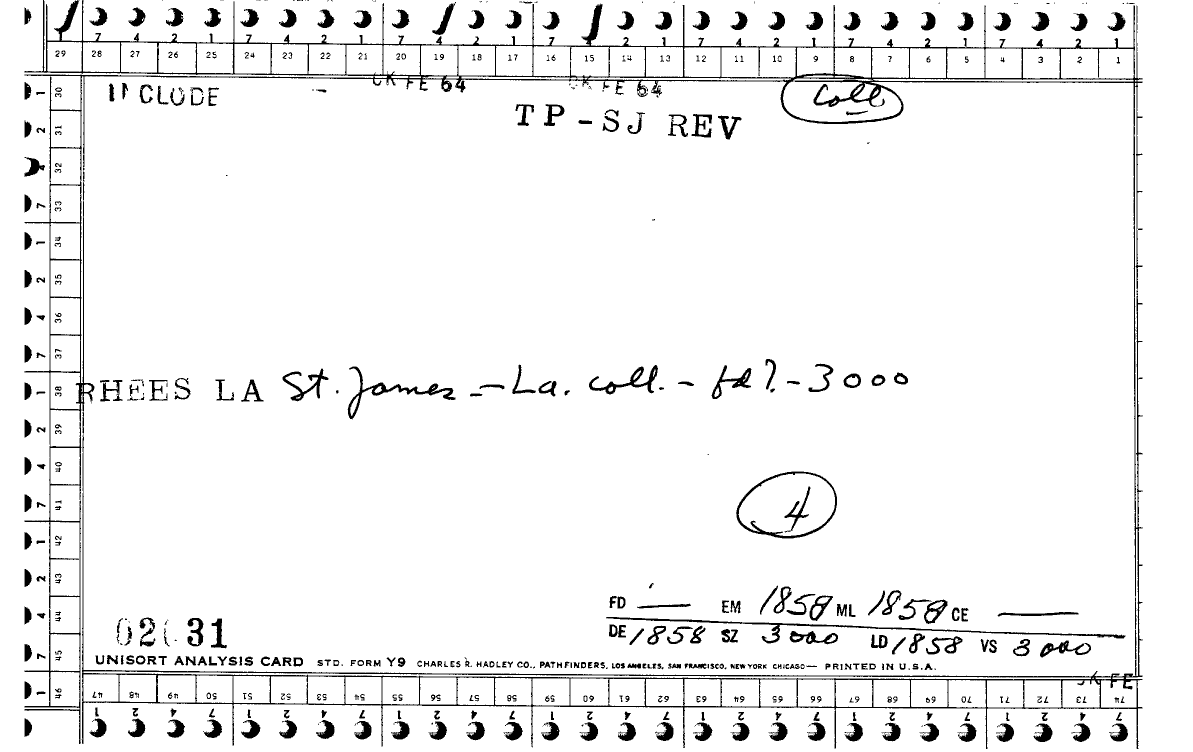 7 4 2 1 7 4 2 1 7 4 2 1 7 4 2 1 7 4 2 1 7 4 2 1
29 28 27 26 25 24 23 22 21 20 19 18 17 16 15 14 13 12 11 10 9 8 7 6 5 4 3 2 1
CK FE 64 CK FE 64
INCLUDE
Coll
TP-SJ REV
1 30
2 31
32
7 33
1 34
2 35
4 36
7 37
1 38
RHEES LA St. James - La. coll. - fd ?. - 3000
2 39
4 40
7 41
4
1 42
2 43
4 44
FD — EM 1858 ML 1858 CE —
DE 1858 SZ 3000 LD 1858 VS 3000
7 45
UNISORT ANALYSIS CARD STD. FORM Y9 CHARLES R. HADLEY CO., PATHFINDERS, LOS ANGELES, SAN FRANCISCO, NEW YORK CHICAGO— PRINTED IN U.S.A.
FE
1 46
47 48 49 50 51 52 53 54 55 56 57 58 59 60 61 62 63 64 65 66 67 68 69 70 71 72 73 74
1 2 4 7 1 2 4 7 1 2 4 7 1 2 4 7 1 2 4 7 1 2 4 7 1 2 4 7